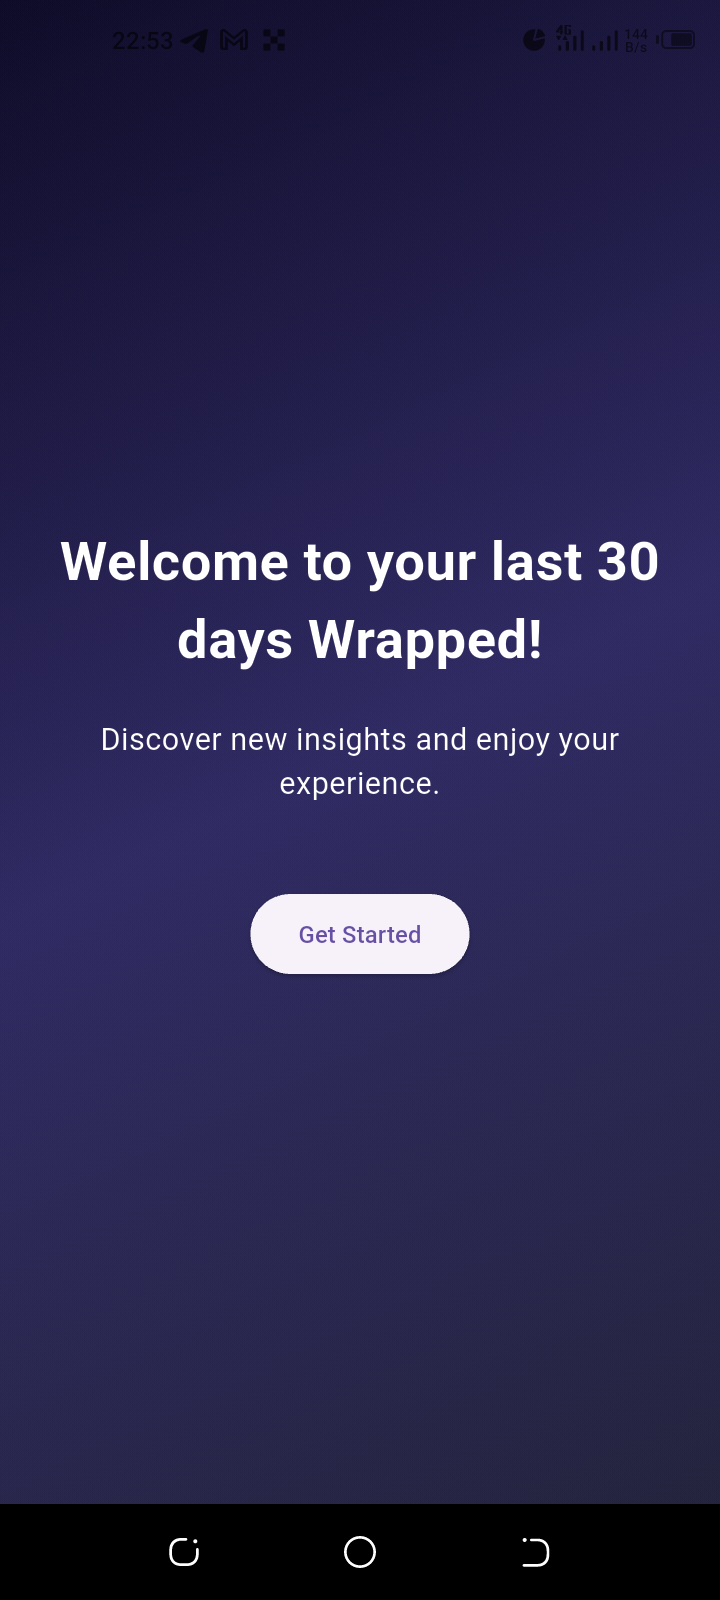 22:53
4G
144
B/s
Welcome to your last 30
days Wrapped!
Discover new insights and enjoy your
experience.
Get Started